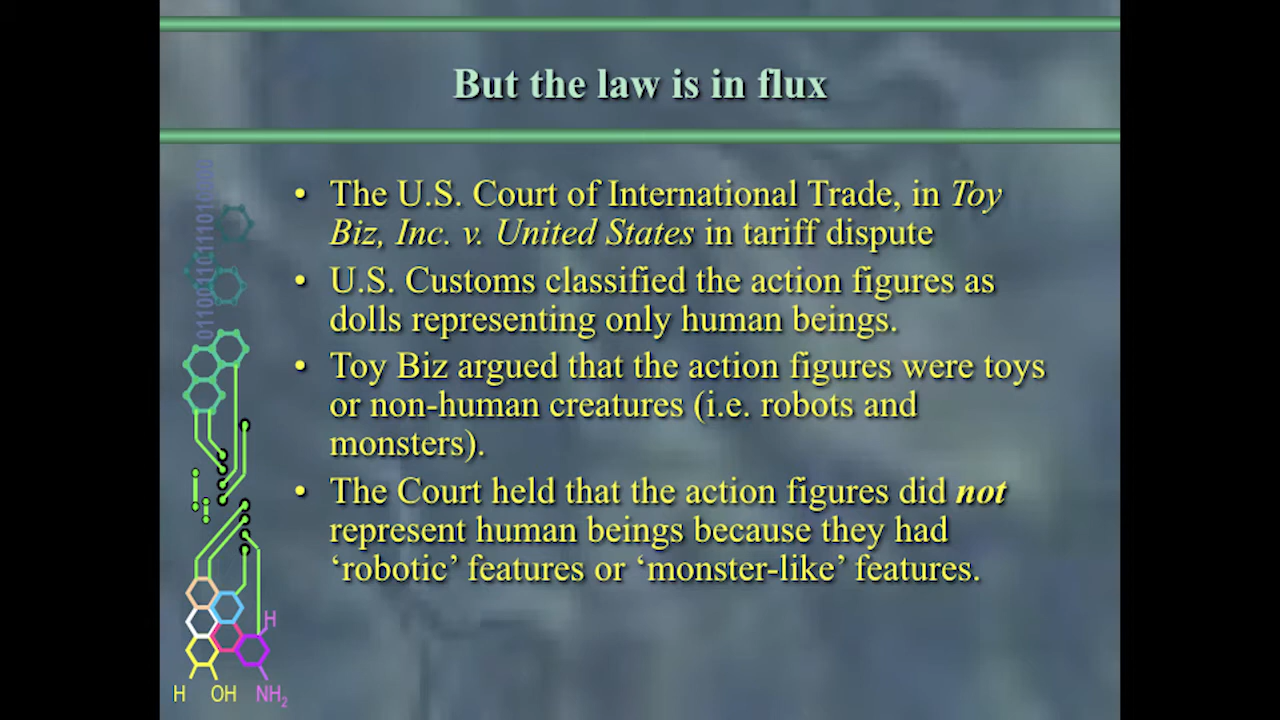 But the law is in flux
• The U.S. Court of International Trade, in Toy
Biz, Inc. v. United States in tariff dispute
• U.S. Customs classified the action figures as
dolls representing only human beings.
• Toy Biz argued that the action figures were toys
or non-human creatures (i.e. robots and
monsters).
• The Court held that the action figures did not
represent human beings because they had
‘robotic’ features or ‘monster-like’ features.
H
H OH NH₂